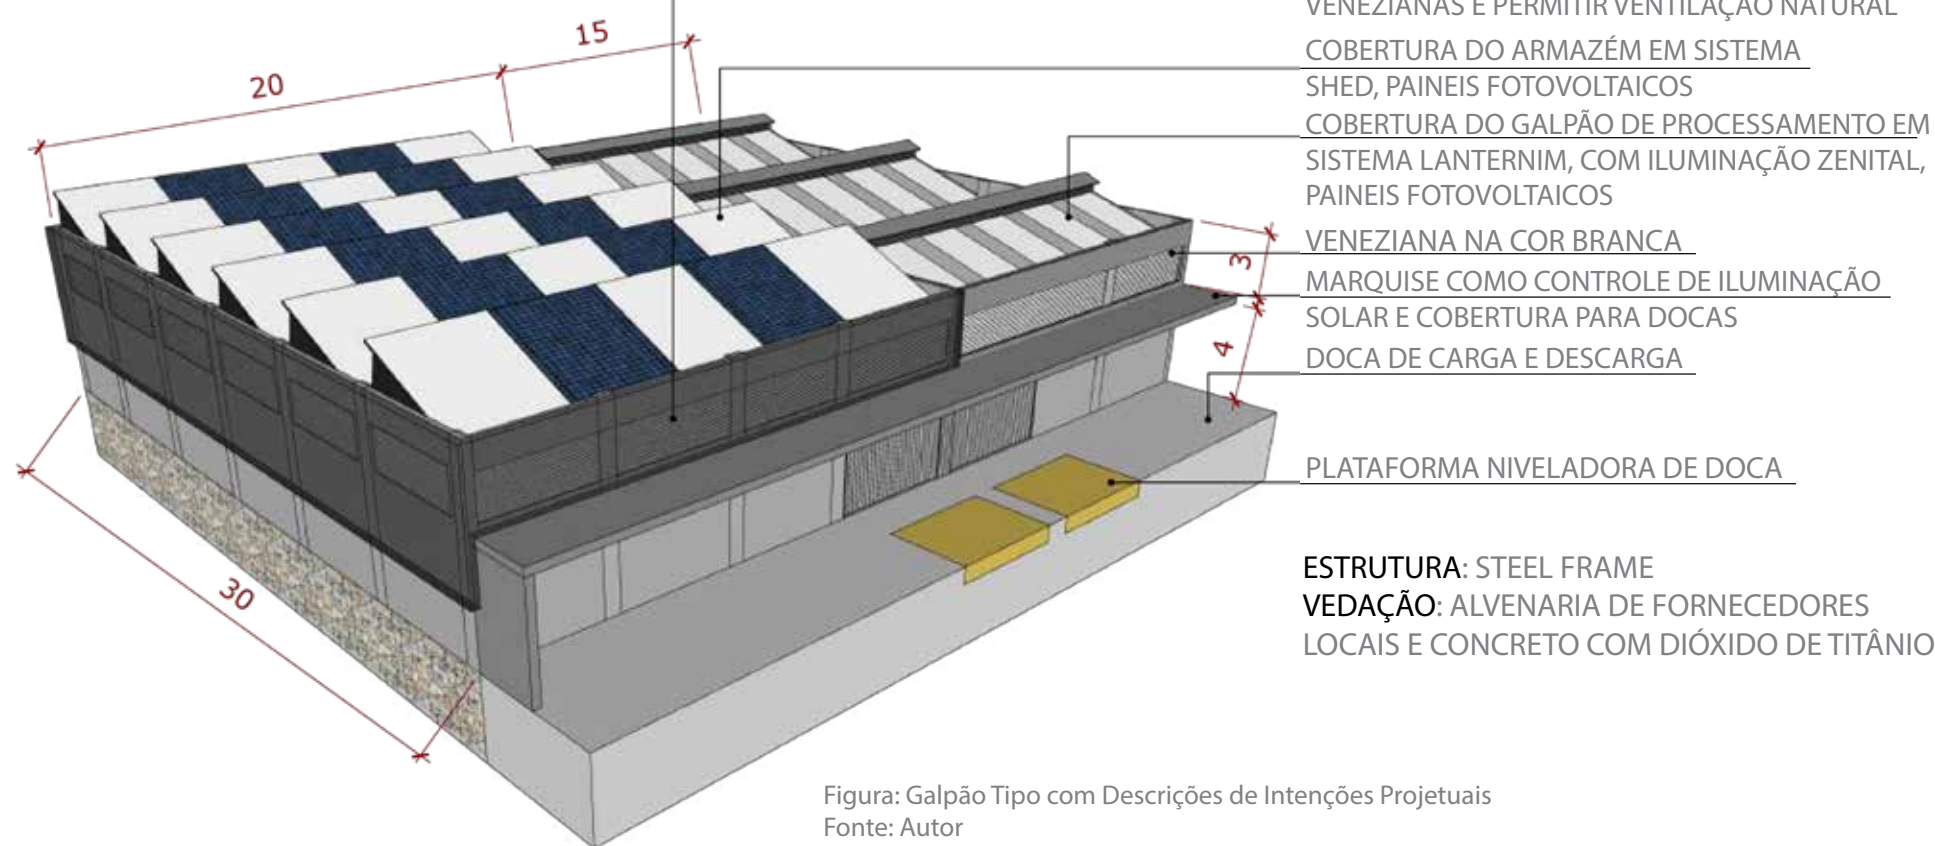 VENEZIANAS E PERMITIR VENTILAÇÃO NATURAL
15
20
COBERTURA DO ARMAZÉM EM SISTEMA
SHED, PAINEIS FOTOVOLTAICOS
COBERTURA DO GALPÃO DE PROCESSAMENTO EM
SISTEMA LANTERNIM, COM ILUMINAÇÃO ZENITAL,
PAINEIS FOTOVOLTAICOS
VENEZIANA NA COR BRANCA
3
MARQUISE COMO CONTROLE DE ILUMINAÇÃO
SOLAR E COBERTURA PARA DOCAS
4
DOCA DE CARGA E DESCARGA
PLATAFORMA NIVELADORA DE DOCA
30
ESTRUTURA: STEEL FRAME
VEDAÇÃO: ALVENARIA DE FORNECEDORES
LOCAIS E CONCRETO COM DIÓXIDO DE TITÂNIO
Figura: Galpão Tipo com Descrições de Intenções Projetuais
Fonte: Autor